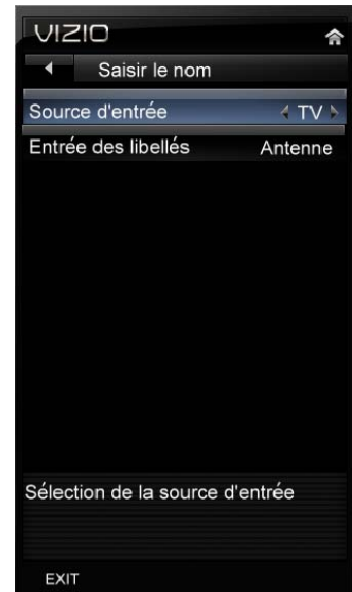 VIZIO
Saisir le nom
Source d'entrée TV
Entrée des libellés Antenne
Sélection de la source d'entrée
EXIT